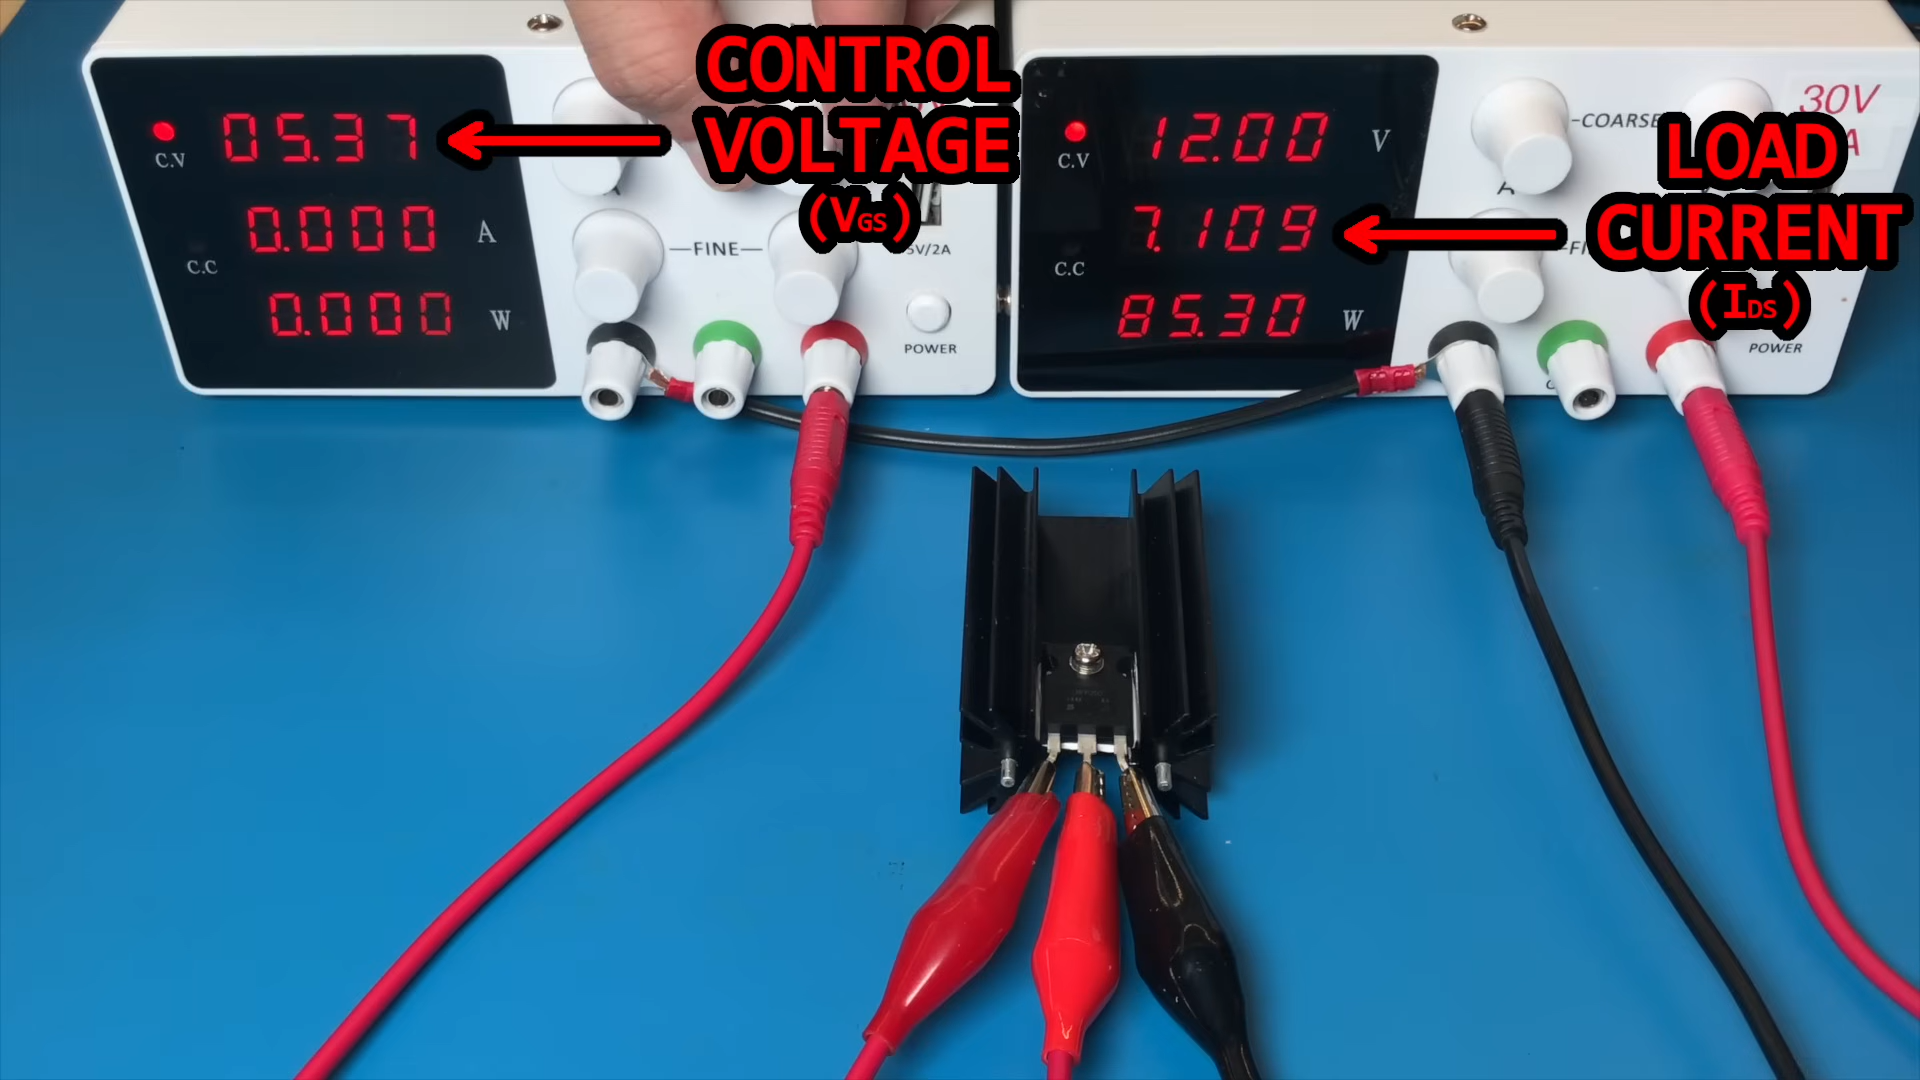 CONTROL
VOLTAGE
(VGS)
LOAD
CURRENT
(IDS)
05.37
C.V
0.000 A
C.C
0.000 W
FINE
5V/2A
POWER
12.00 V
C.V
7.109
C.C
85.30 W
COARSE
30V
A
POWER